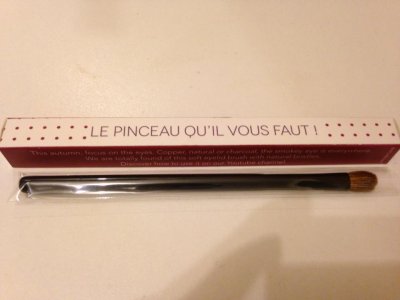 LE PINCEAU QU'IL VOUS FAUT !
This autumn, focus on the eyes. Copper, natural or charcoal, the smokey eye is everywhere.
We are totally found of this soft eyelid brush with natural bristles.
Discover how to use it on our Youtube channel.